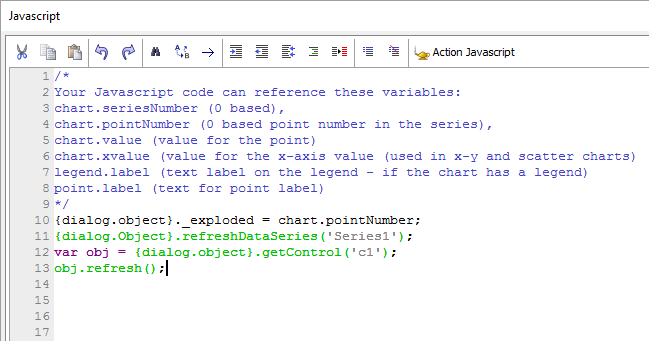 Javascript
Action Javascript
1 /*
2 Your Javascript code can reference these variables:
3 chart.seriesNumber (0 based),
4 chart.pointNumber (0 based point number in the series),
5 chart.value (value for the point)
6 chart.xvalue (value for the x-axis value (used in x-y and scatter charts)
7 legend.label (text label on the legend - if the chart has a legend)
8 point.label (text for point label)
9 */
10 {dialog.object}._exploded = chart.pointNumber;
11 {dialog.Object}.refreshDataSeries('Series1');
12 var obj = {dialog.object}.getControl('c1');
13 obj.refresh();
14
15
16
17